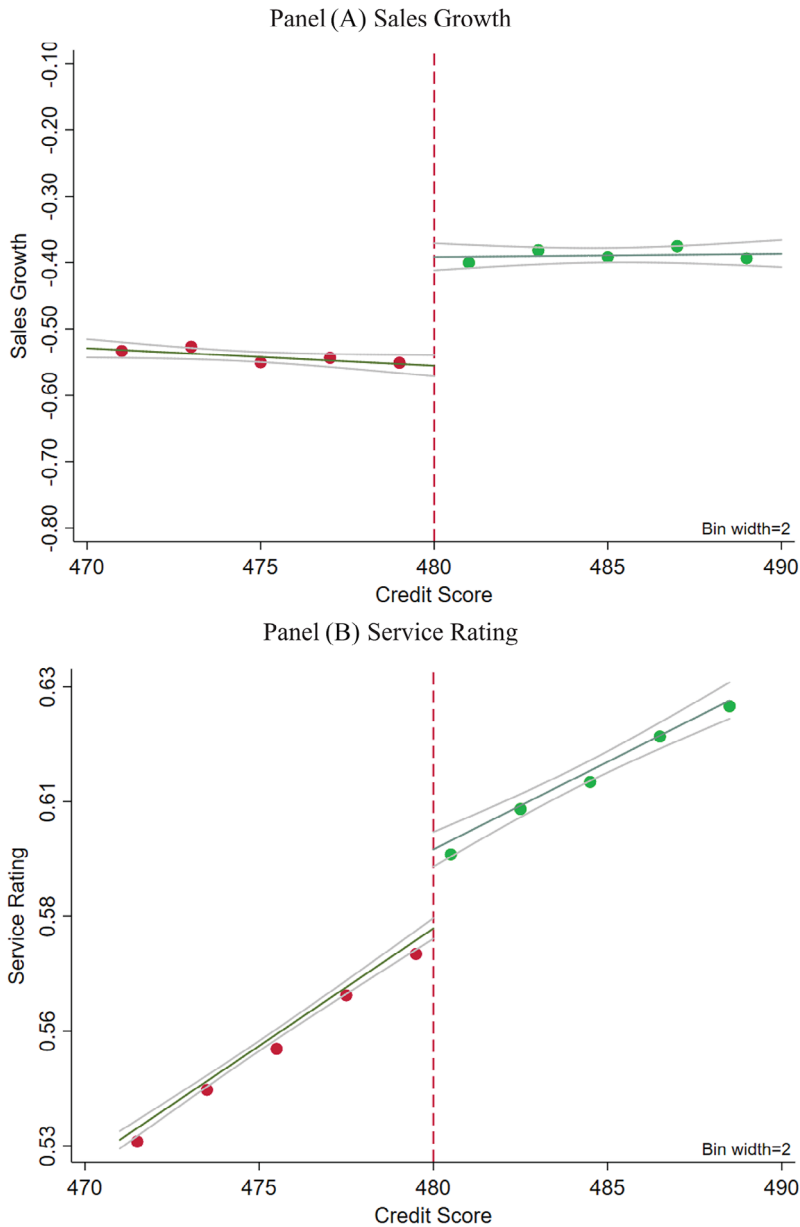 Panel (A) Sales Growth
-0.10
-0.20
-0.30
-0.40
-0.50
-0.60
-0.70
-0.80
Sales Growth
Bin width=2
470 475 480 485 490
Credit Score
Panel (B) Service Rating
0.63
0.61
0.58
0.56
0.53
Service Rating
Bin width=2
470 475 480 485 490
Credit Score